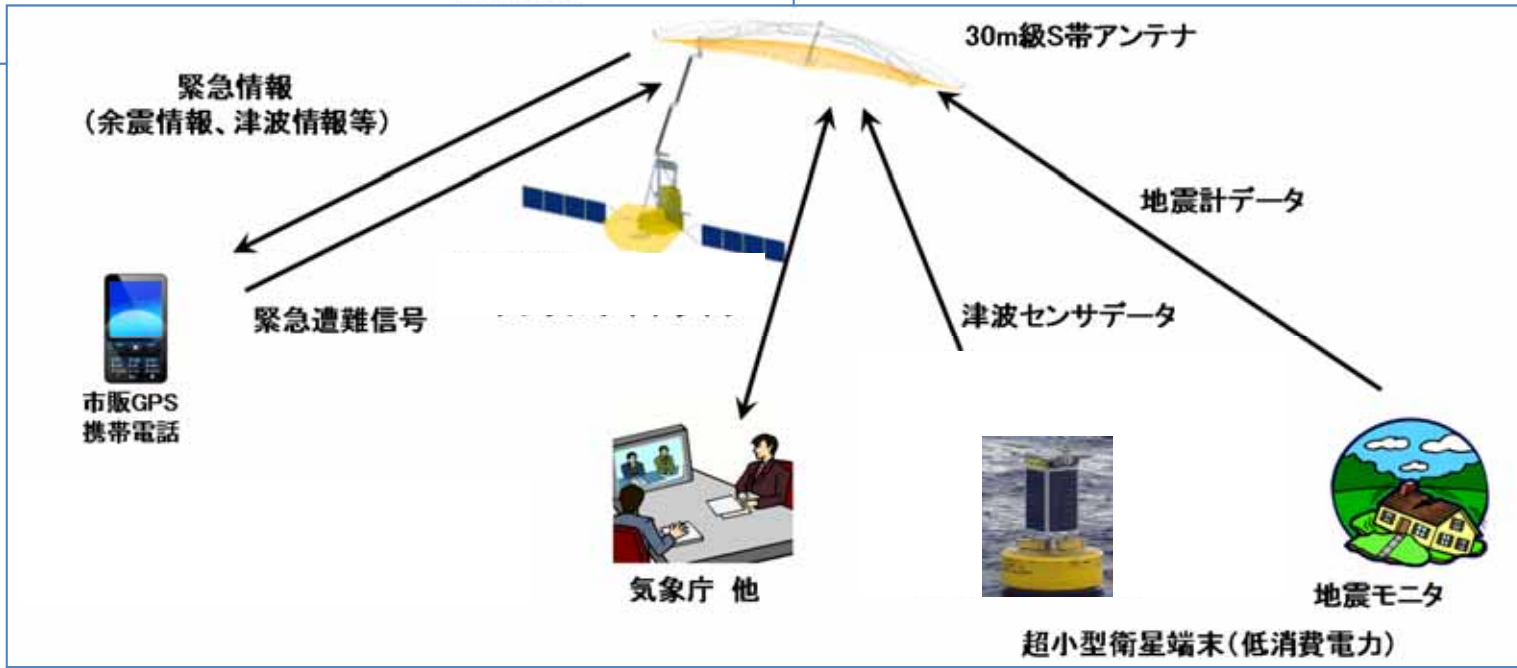 30m級S帯アンテナ
緊急情報
（余震情報、津波情報等）
地震計データ
緊急遭難信号
津波センサデータ
市販GPS
携帯電話
気象庁 他
地震モニタ
超小型衛星端末（低消費電力）